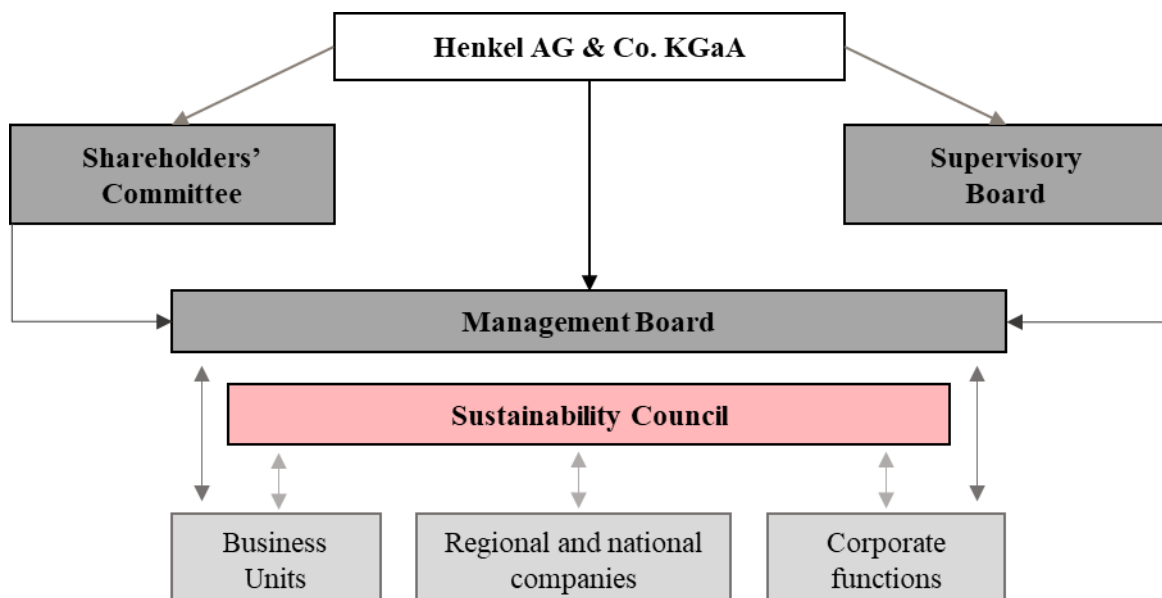 Henkel AG & Co. KGaA
Shareholders’
Committee
Supervisory
Board
Management Board
Sustainability Council
Business
Units
Regional and national
companies
Corporate
functions